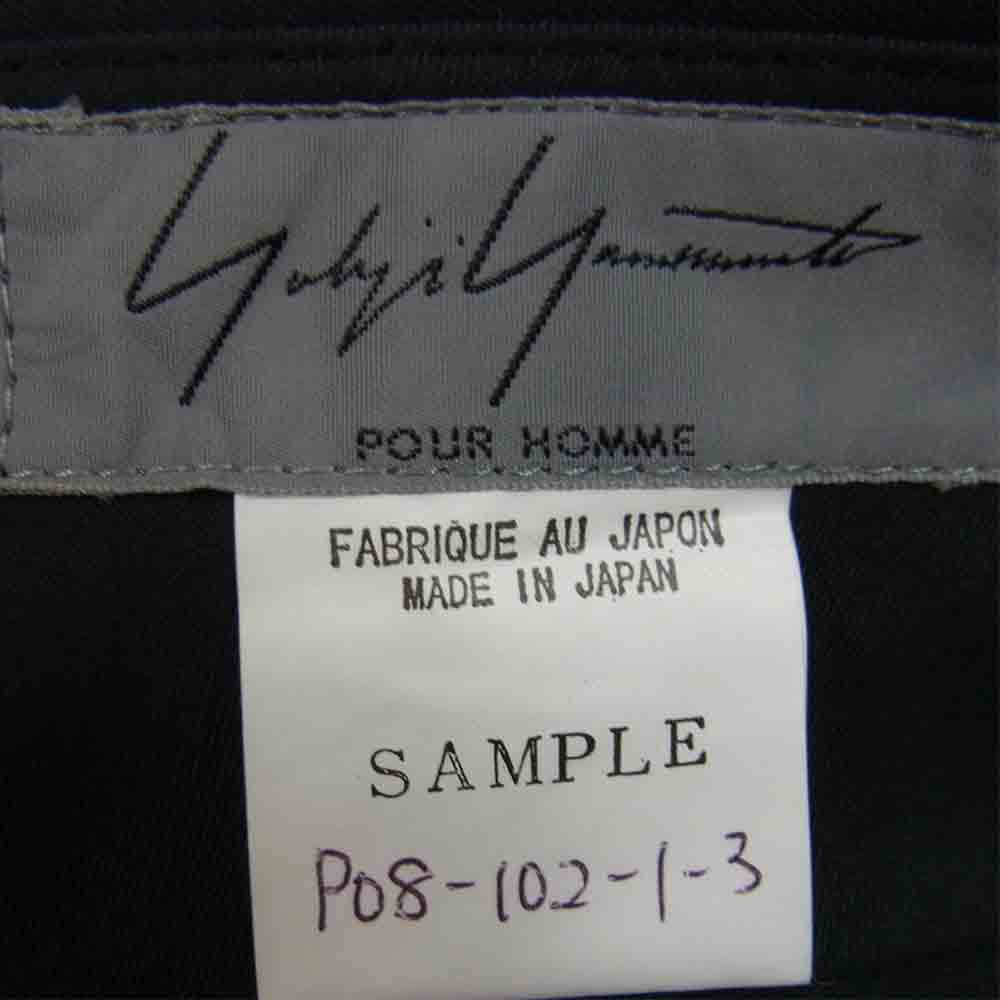 Yohji Yamamoto
POUR HOMME
FABRIQUE AU JAPON
MADE IN JAPAN
SAMPLE
P08-102-1-3